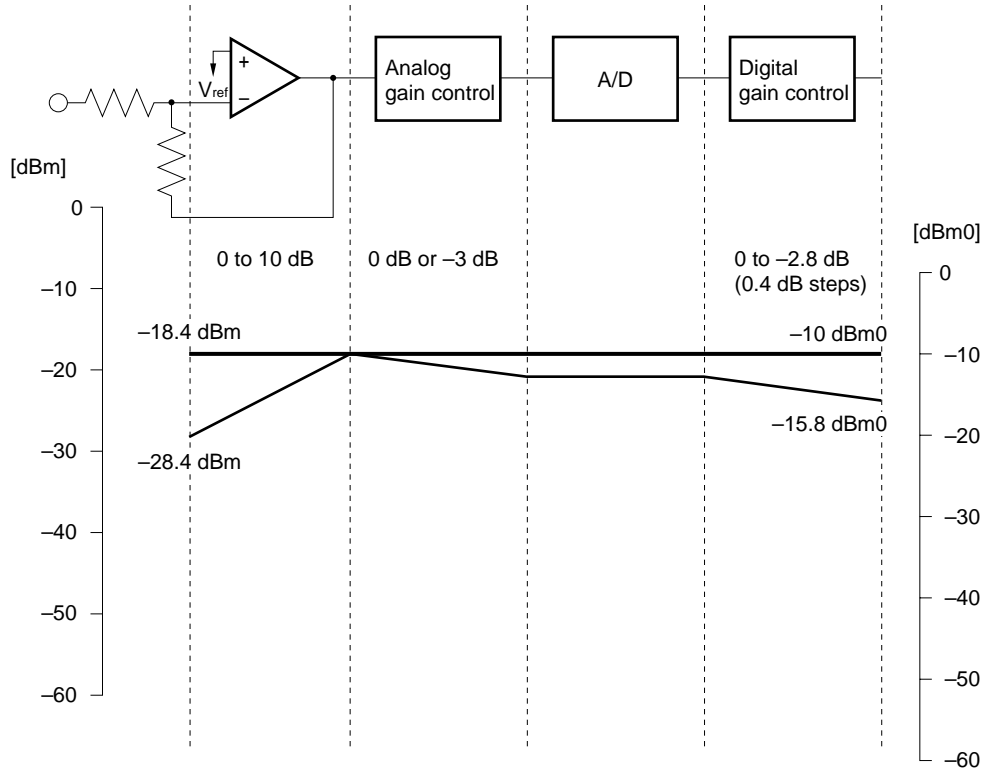 +
–
Vref
Analog
gain control
A/D
Digital
gain control
[dBm]
[dBm0]
0
–10
–20
–30
–40
–50
–60
0 to 10 dB
0 dB or –3 dB
0 to –2.8 dB
(0.4 dB steps)
–18.4 dBm
–10 dBm0
–28.4 dBm
–15.8 dBm0
0
–10
–20
–30
–40
–50
–60